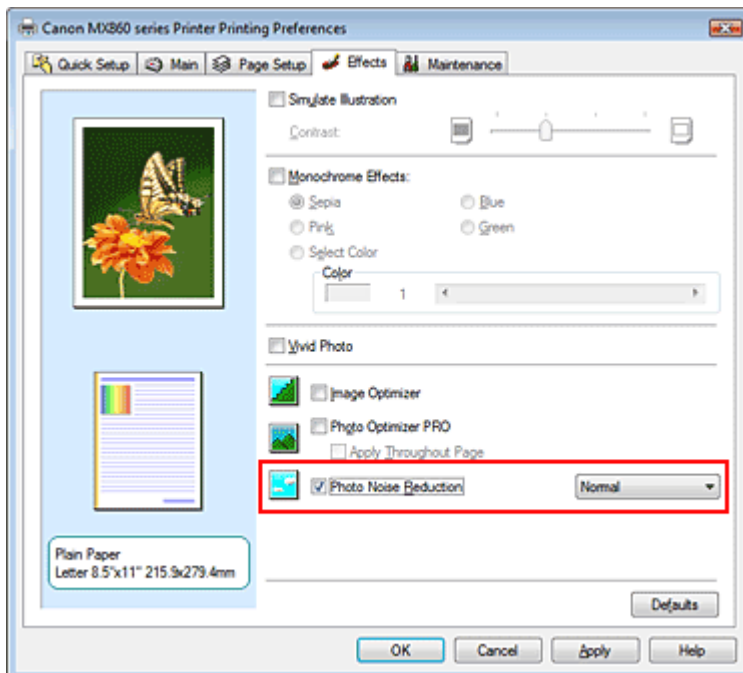 Canon MX860 series Printer Printing Preferences
Quick Setup Main Page Setup Effects Maintenance
Simulate Illustration
Contrast:
Monochrome Effects:
Sepia Blue
Pink Green
Select Color
Color
1
Vivid Photo
Image Optimizer
Photo Optimizer PRO
Apply Throughout Page
Photo Noise Reduction Normal
Plain Paper
Letter 8.5"x11" 215.9x279.4mm
Defaults
OK Cancel Apply Help